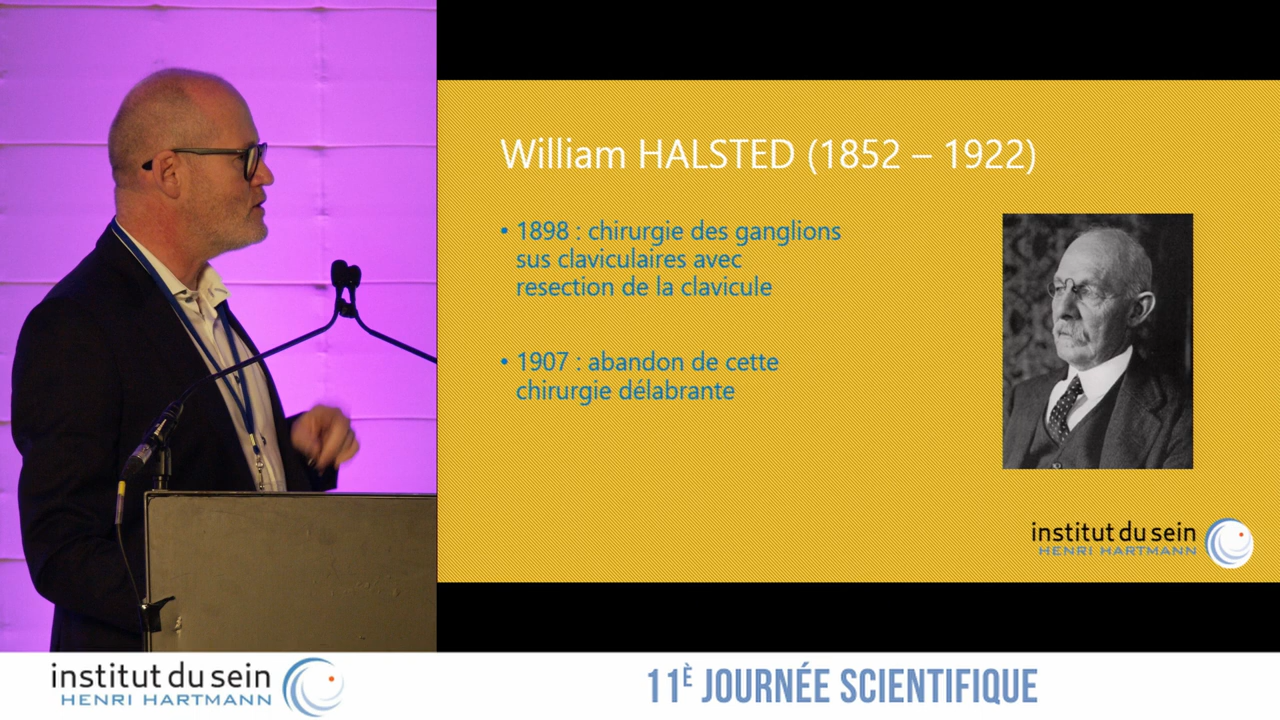 William HALSTED (1852 – 1922)
• 1898 : chirurgie des ganglions
sus claviculaires avec
resection de la clavicule
• 1907 : abandon de cette
chirurgie délabrante
institut du sein
HENRI HARTMANN
institut du sein
HENRI HARTMANN
11È JOURNÉE SCIENTIFIQUE